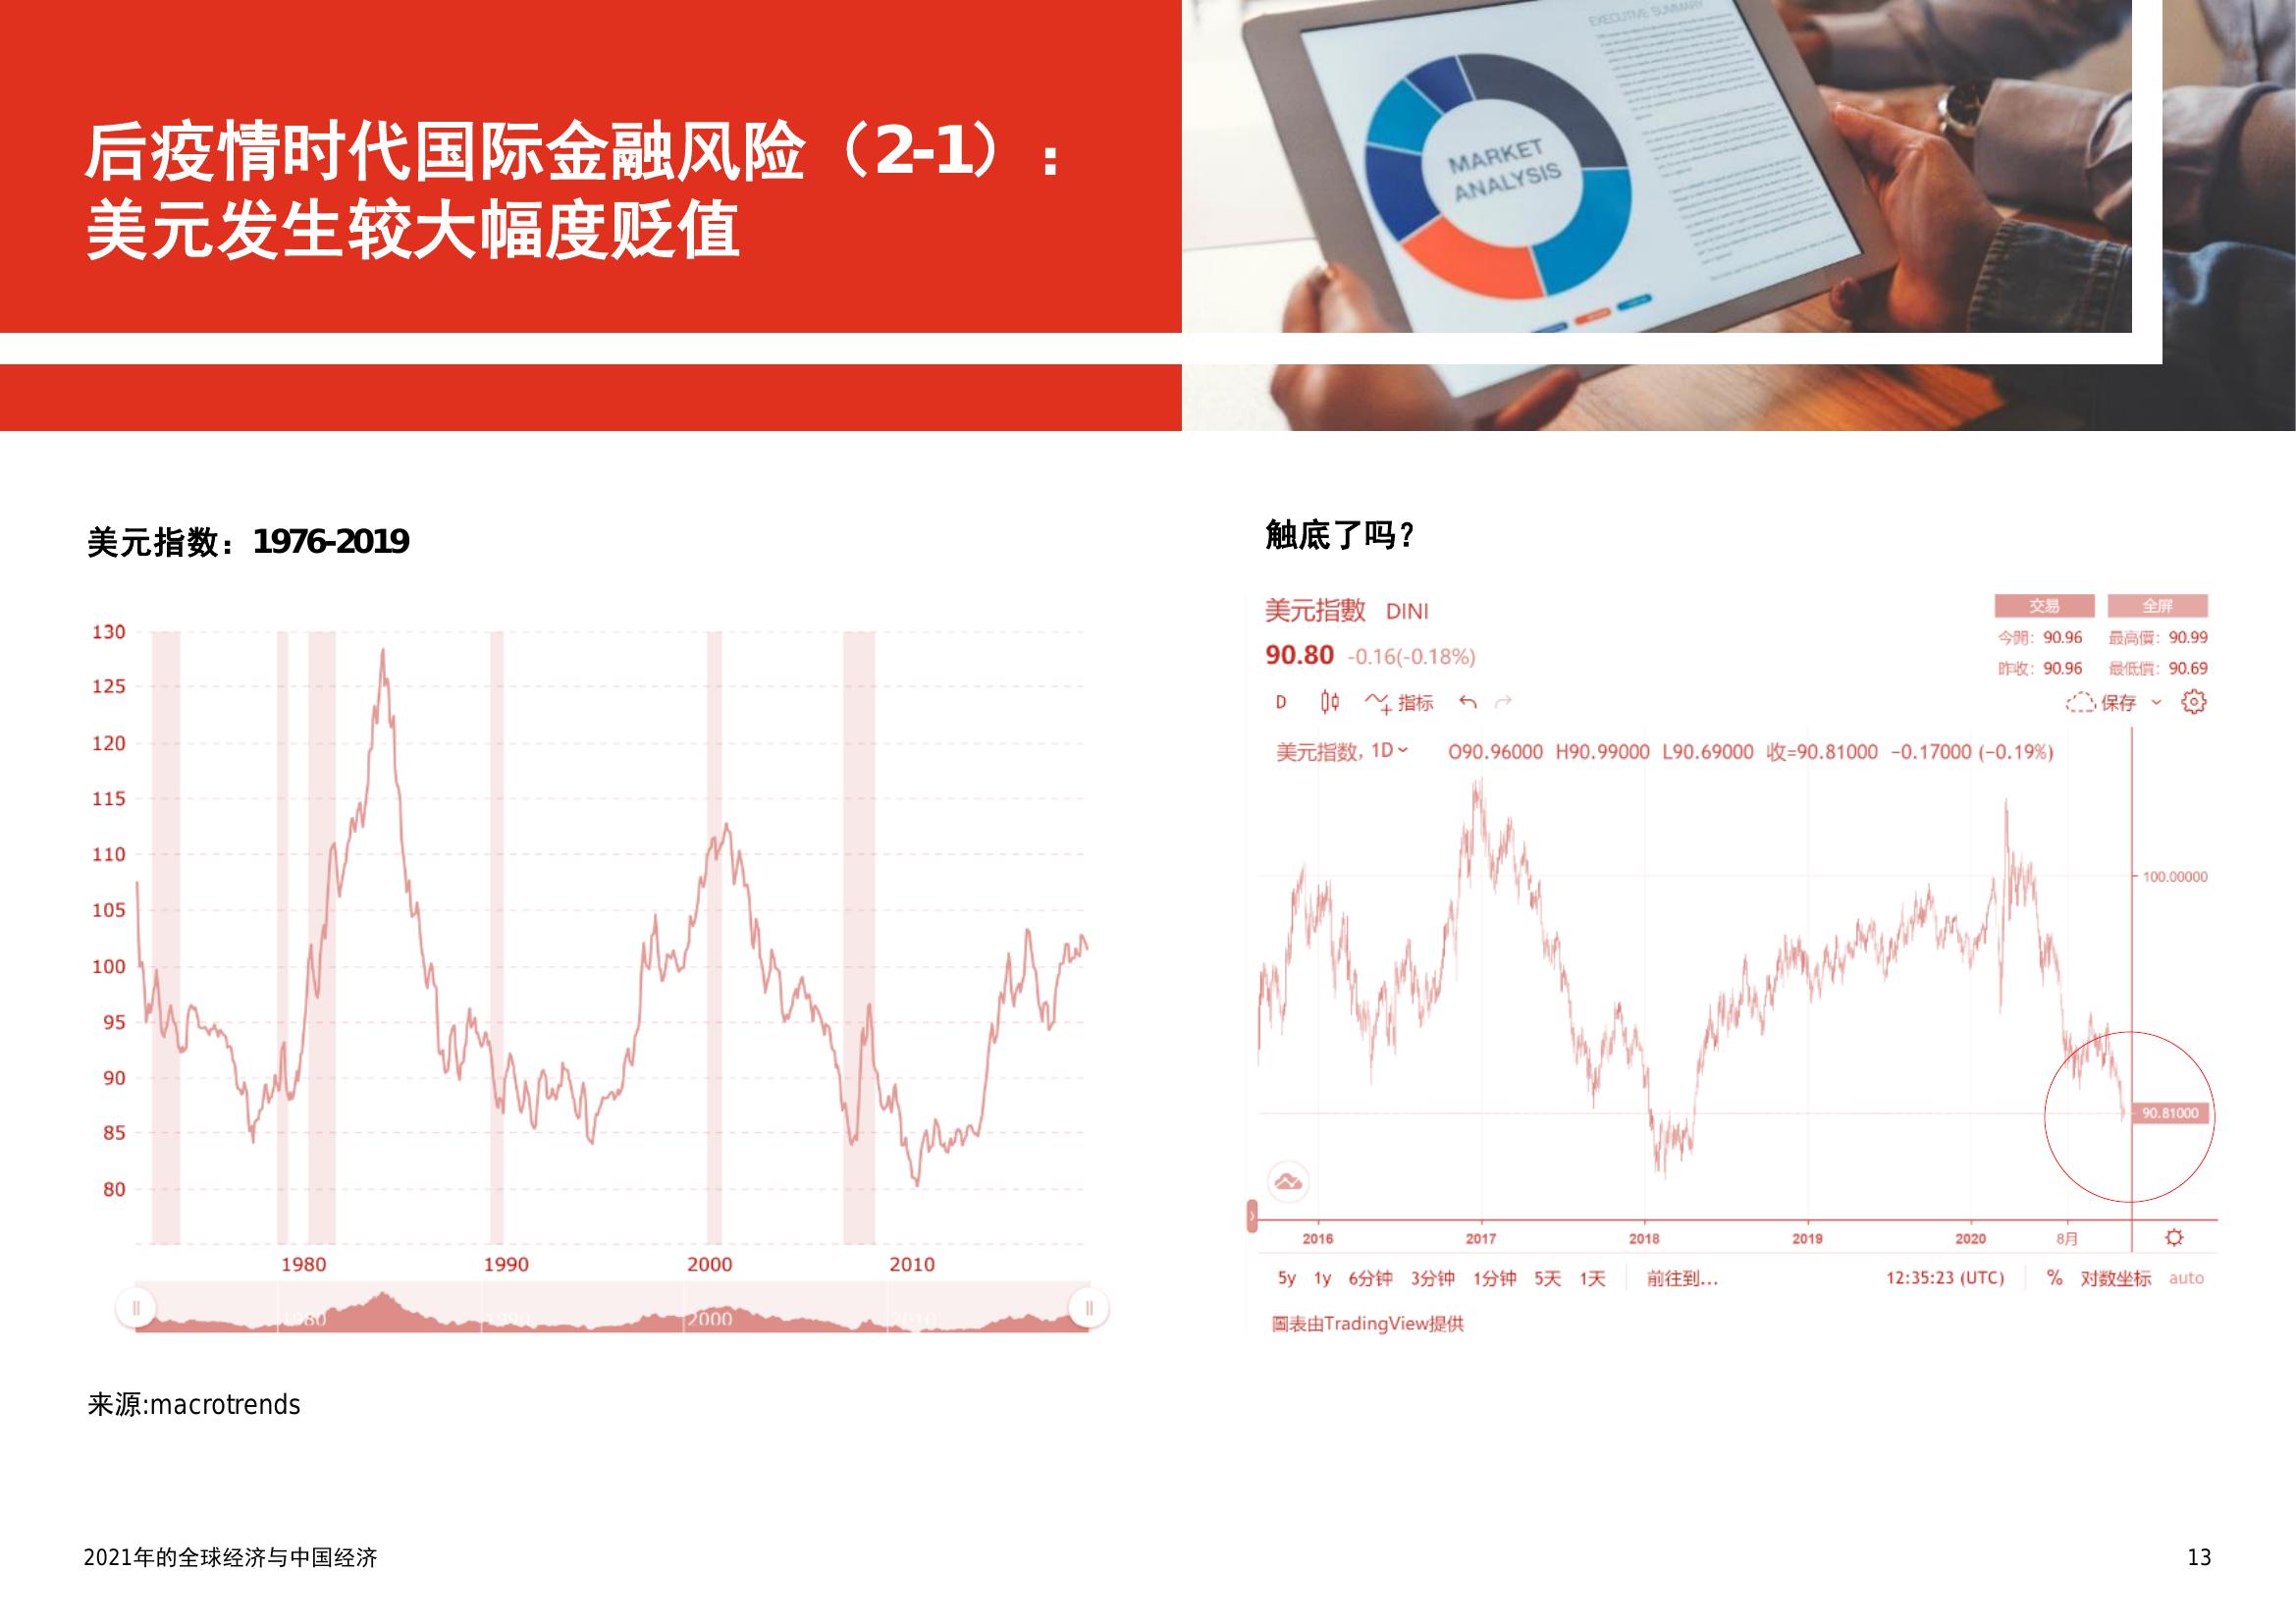 后疫情时代国际金融风险（2-1）：
美元发生较大幅度贬值
EXECUTIVE SUMMARY
MARKET
ANALYSIS
美元指数：1976-2019
130
125
120
115
110
105
100
95
90
85
80
1980 1990 2000 2010
1980 1990 2000 2010
来源:macrotrends
触底了吗？
美元指數 DINI
交易 全屏
90.80 -0.16(-0.18%)
今開: 90.96 最高價: 90.99
昨收: 90.96 最低價: 90.69
D 指标 保存
美元指数, 1D O90.96000 H90.99000 L90.69000 收=90.81000 −0.17000 (−0.19%)
100.00000
90.81000
2016 2017 2018 2019 2020 8月
5y 1y 6分钟 3分钟 1分钟 5天 1天 前往到... 12:35:23 (UTC) % 对数坐标 auto
圖表由TradingView提供
2021年的全球经济与中国经济
13